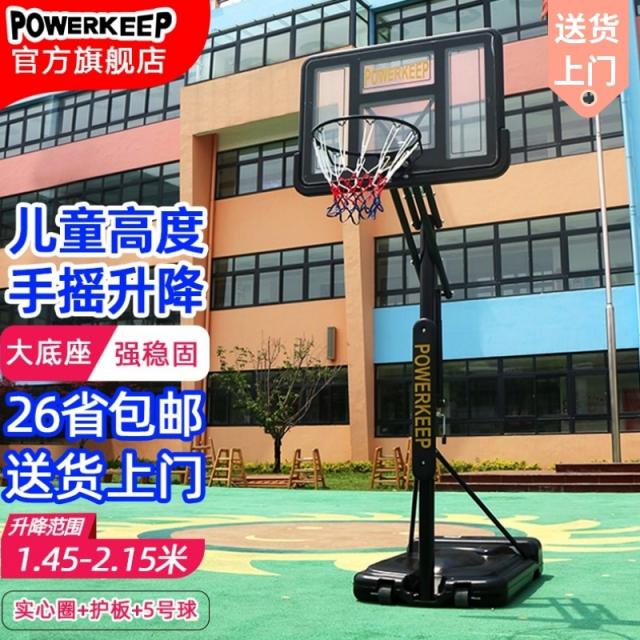 POWERKEEP
官方旗舰店
送货
上门
POWERKEEP
儿童高度
手摇升降
大底座 强稳固
POWERKEEP
26省包邮
送货上门
升降范围
1.45-2.15米
实心圈+护板+5号球